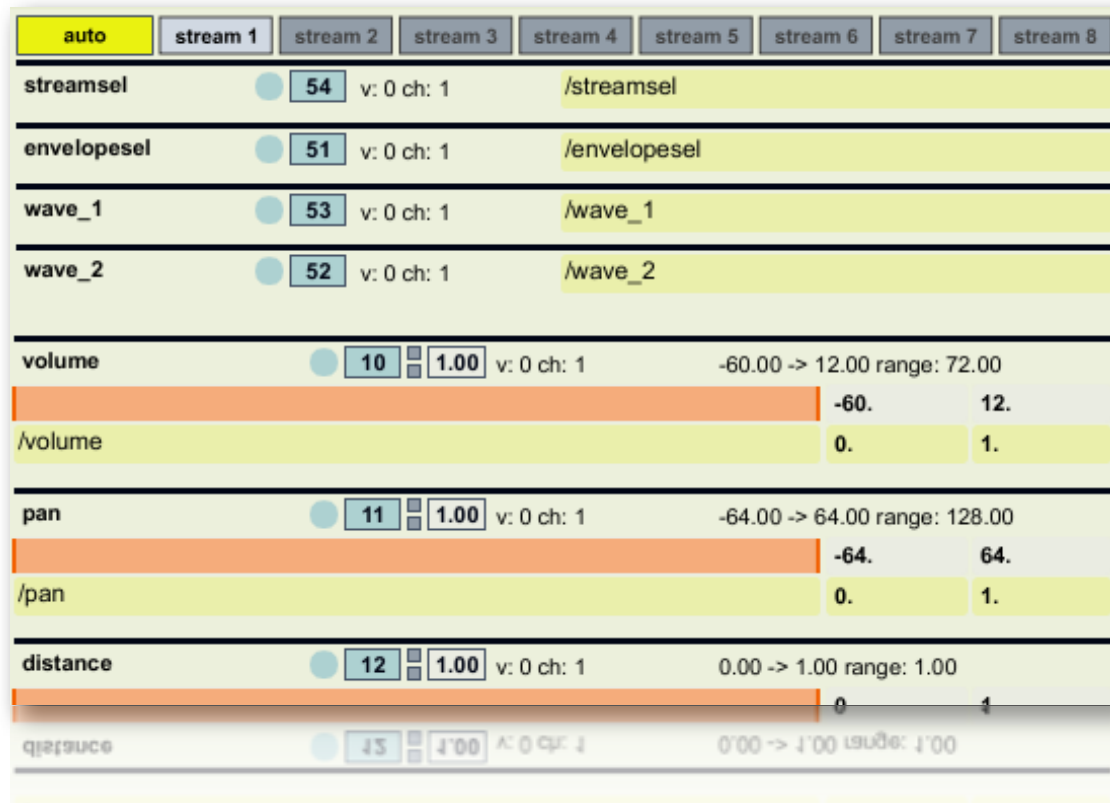 auto stream 1 stream 2 stream 3 stream 4 stream 5 stream 6 stream 7 stream 8
streamsel 54 v: 0 ch: 1 /streamsel
envelopesel 51 v: 0 ch: 1 /envelopesel
wave_1 53 v: 0 ch: 1 /wave_1
wave_2 52 v: 0 ch: 1 /wave_2
volume 10 1.00 v: 0 ch: 1 -60.00 -> 12.00 range: 72.00
-60. 12.
/volume 0. 1.
pan 11 1.00 v: 0 ch: 1 -64.00 -> 64.00 range: 128.00
-64. 64.
/pan 0. 1.
distance 12 1.00 v: 0 ch: 1 0.00 -> 1.00 range: 1.00
0 1